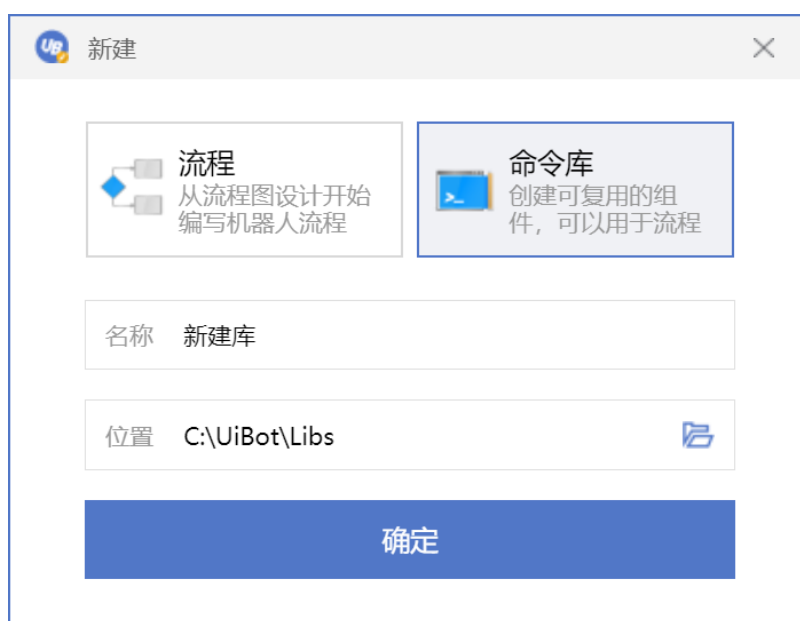 UB 新建
流程
从流程图设计开始
编写机器人流程
命令库
创建可复用的组
件，可以用于流程
名称 新建库
位置 C:\UiBot\Libs
确定